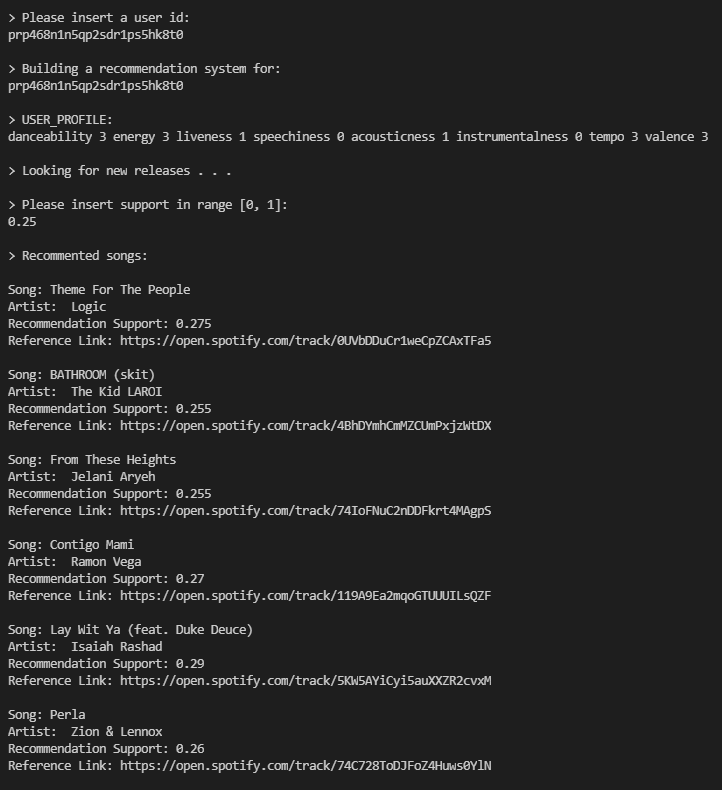 > Please insert a user id:
prp468n1n5qp2sdr1ps5hk8t0
> Building a recommendation system for:
prp468n1n5qp2sdr1ps5hk8t0
> USER_PROFILE:
danceability 3 energy 3 liveness 1 speechiness 0 acousticness 1 instrumentalness 0 tempo 3 valence 3
> Looking for new releases . . .
> Please insert support in range [0, 1]:
0.25
> Recommented songs:
Song: Theme For The People
Artist:  Logic
Recommendation Support: 0.275
Reference Link: https://open.spotify.com/track/0UVbDDuCr1weCpZCAxTFa5
Song: BATHROOM (skit)
Artist:  The Kid LAROI
Recommendation Support: 0.255
Reference Link: https://open.spotify.com/track/4BhDYmhCmMZCUmPxjzWtDX
Song: From These Heights
Artist:  Jelani Aryeh
Recommendation Support: 0.255
Reference Link: https://open.spotify.com/track/74IoFNuC2nDDFkrt4MAgpS
Song: Contigo Mami
Artist:  Ramon Vega
Recommendation Support: 0.27
Reference Link: https://open.spotify.com/track/119A9Ea2mqoGTUUUILsQZF
Song: Lay Wit Ya (feat. Duke Deuce)
Artist:  Isaiah Rashad
Recommendation Support: 0.29
Reference Link: https://open.spotify.com/track/5KW5AYiCyi5auXXZR2cvxM
Song: Perla
Artist:  Zion & Lennox
Recommendation Support: 0.26
Reference Link: https://open.spotify.com/track/74C728ToDJFoZ4Huws0YlN